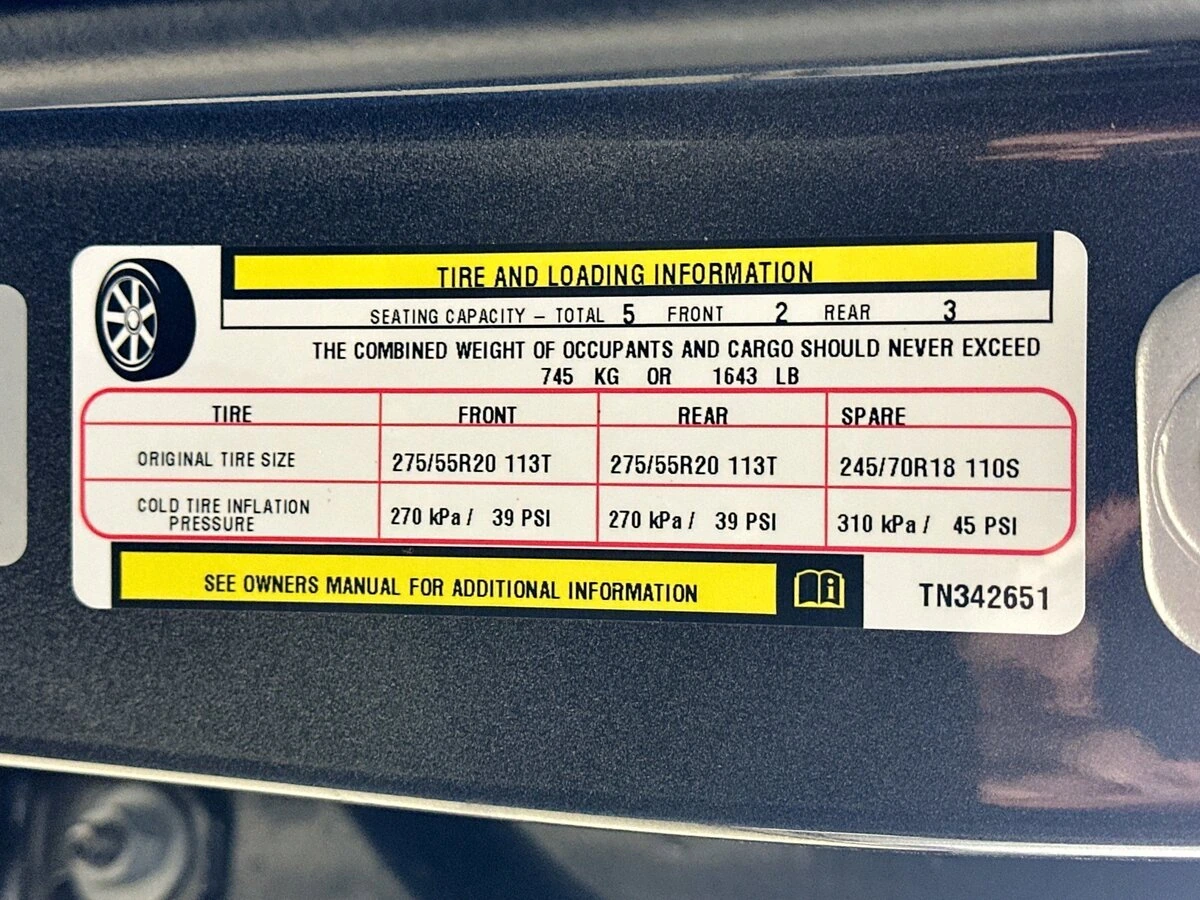 TIRE AND LOADING INFORMATION
SEATING CAPACITY – TOTAL 5 FRONT 2 REAR 3
THE COMBINED WEIGHT OF OCCUPANTS AND CARGO SHOULD NEVER EXCEED
745 KG OR 1643 LB
TIRE FRONT REAR SPARE
ORIGINAL TIRE SIZE 275/55R20 113T 275/55R20 113T 245/70R18 110S
COLD TIRE INFLATION
PRESSURE 270 kPa / 39 PSI 270 kPa / 39 PSI 310 kPa / 45 PSI
SEE OWNERS MANUAL FOR ADDITIONAL INFORMATION
TN342651